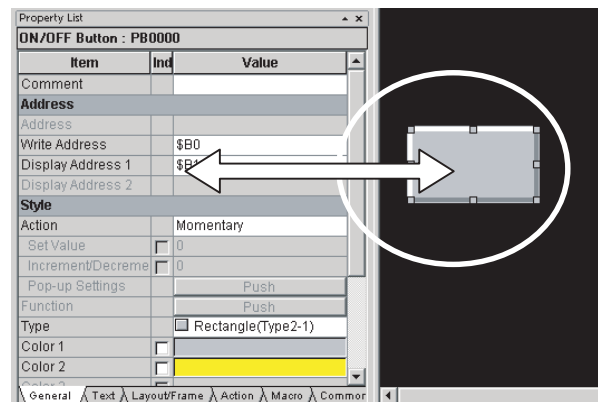 Property List
ON/OFF Button : PB0000
Item Ind Value
Comment
Address
Address
Write Address $B0
Display Address 1
Display Address 2
Style
Action Momentary
Set Value 0
Increment/Decreme 0
Pop-up Settings Push
Function Push
Type Rectangle(Type2-1)
Color 1
Color 2
General Text Layout/Frame Action Macro Common